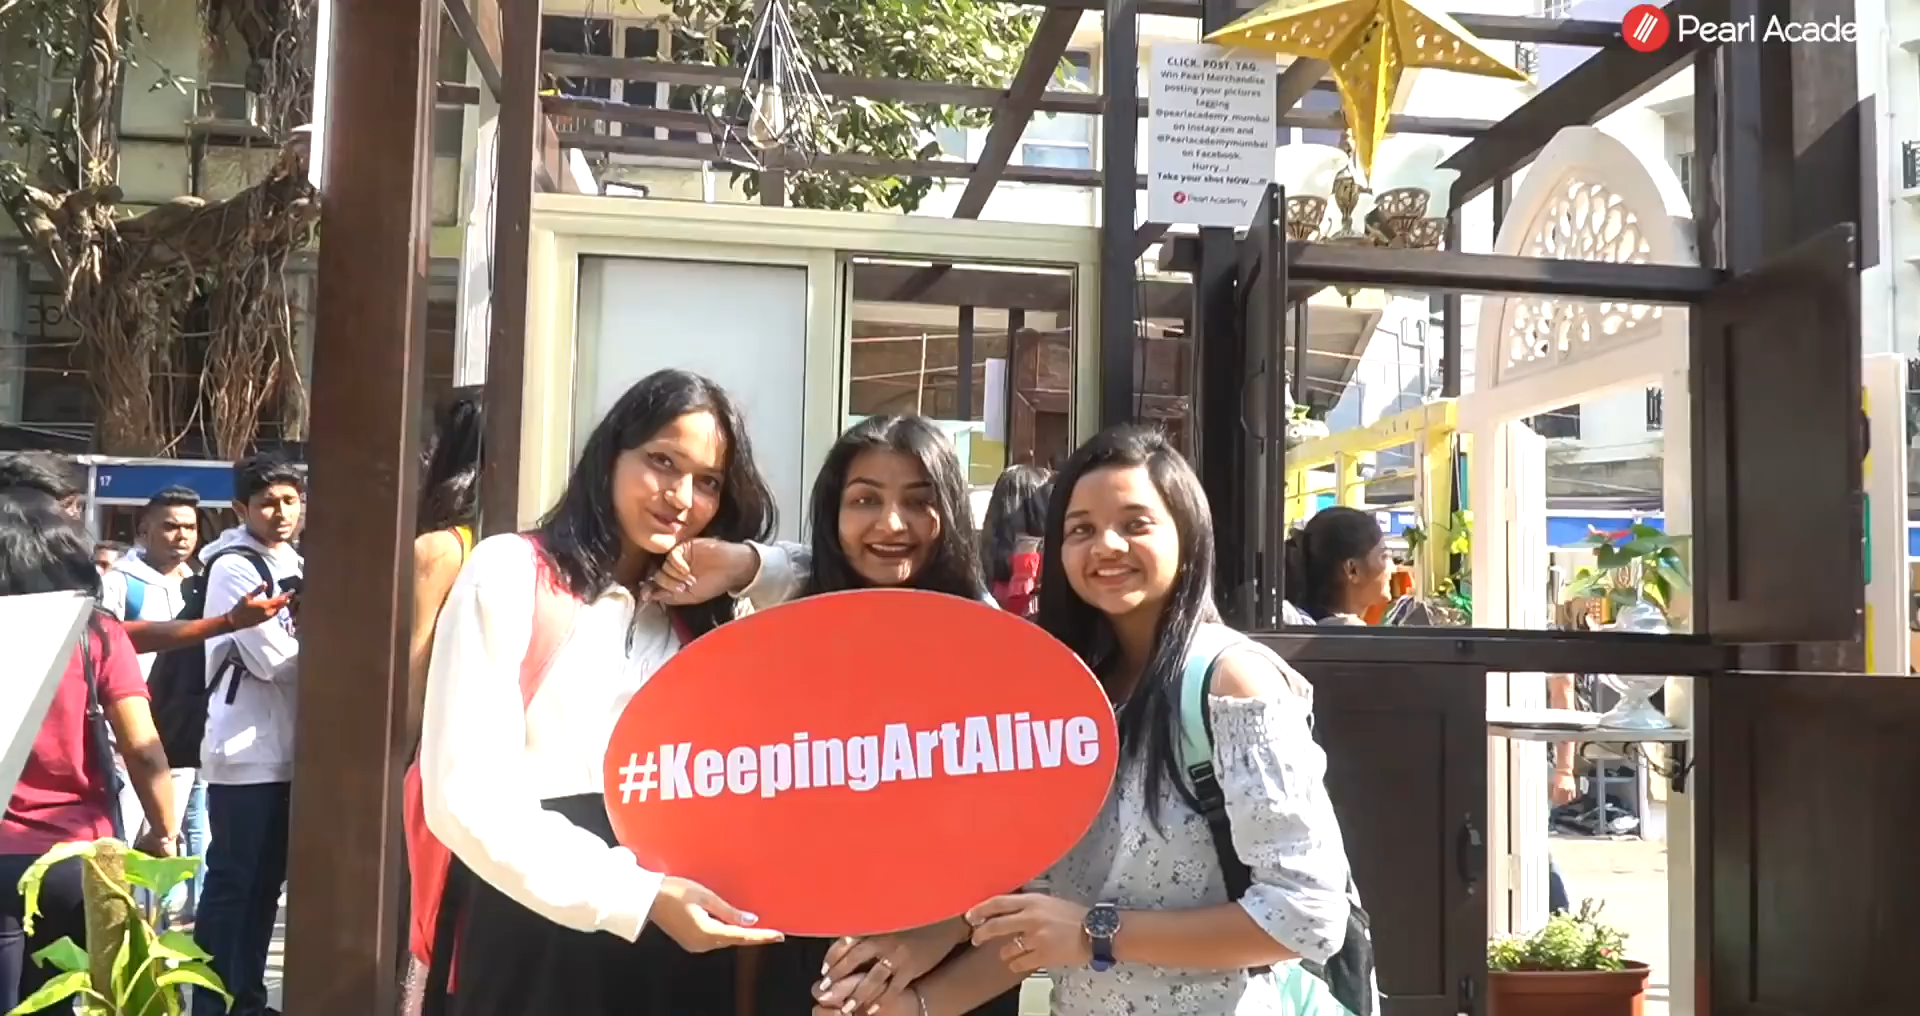 Pearl Acade
CLICK. POST. TAG.
Win Pearl Merchandise
posting your pictures
tagging
@pearlacademy_mumbai
on Instagram and
@Pearlacademymumbai
on Facebook.
Hurry...!
Take your shot NOW...!!!
Pearl Academy
17
#KeepingArtAlive